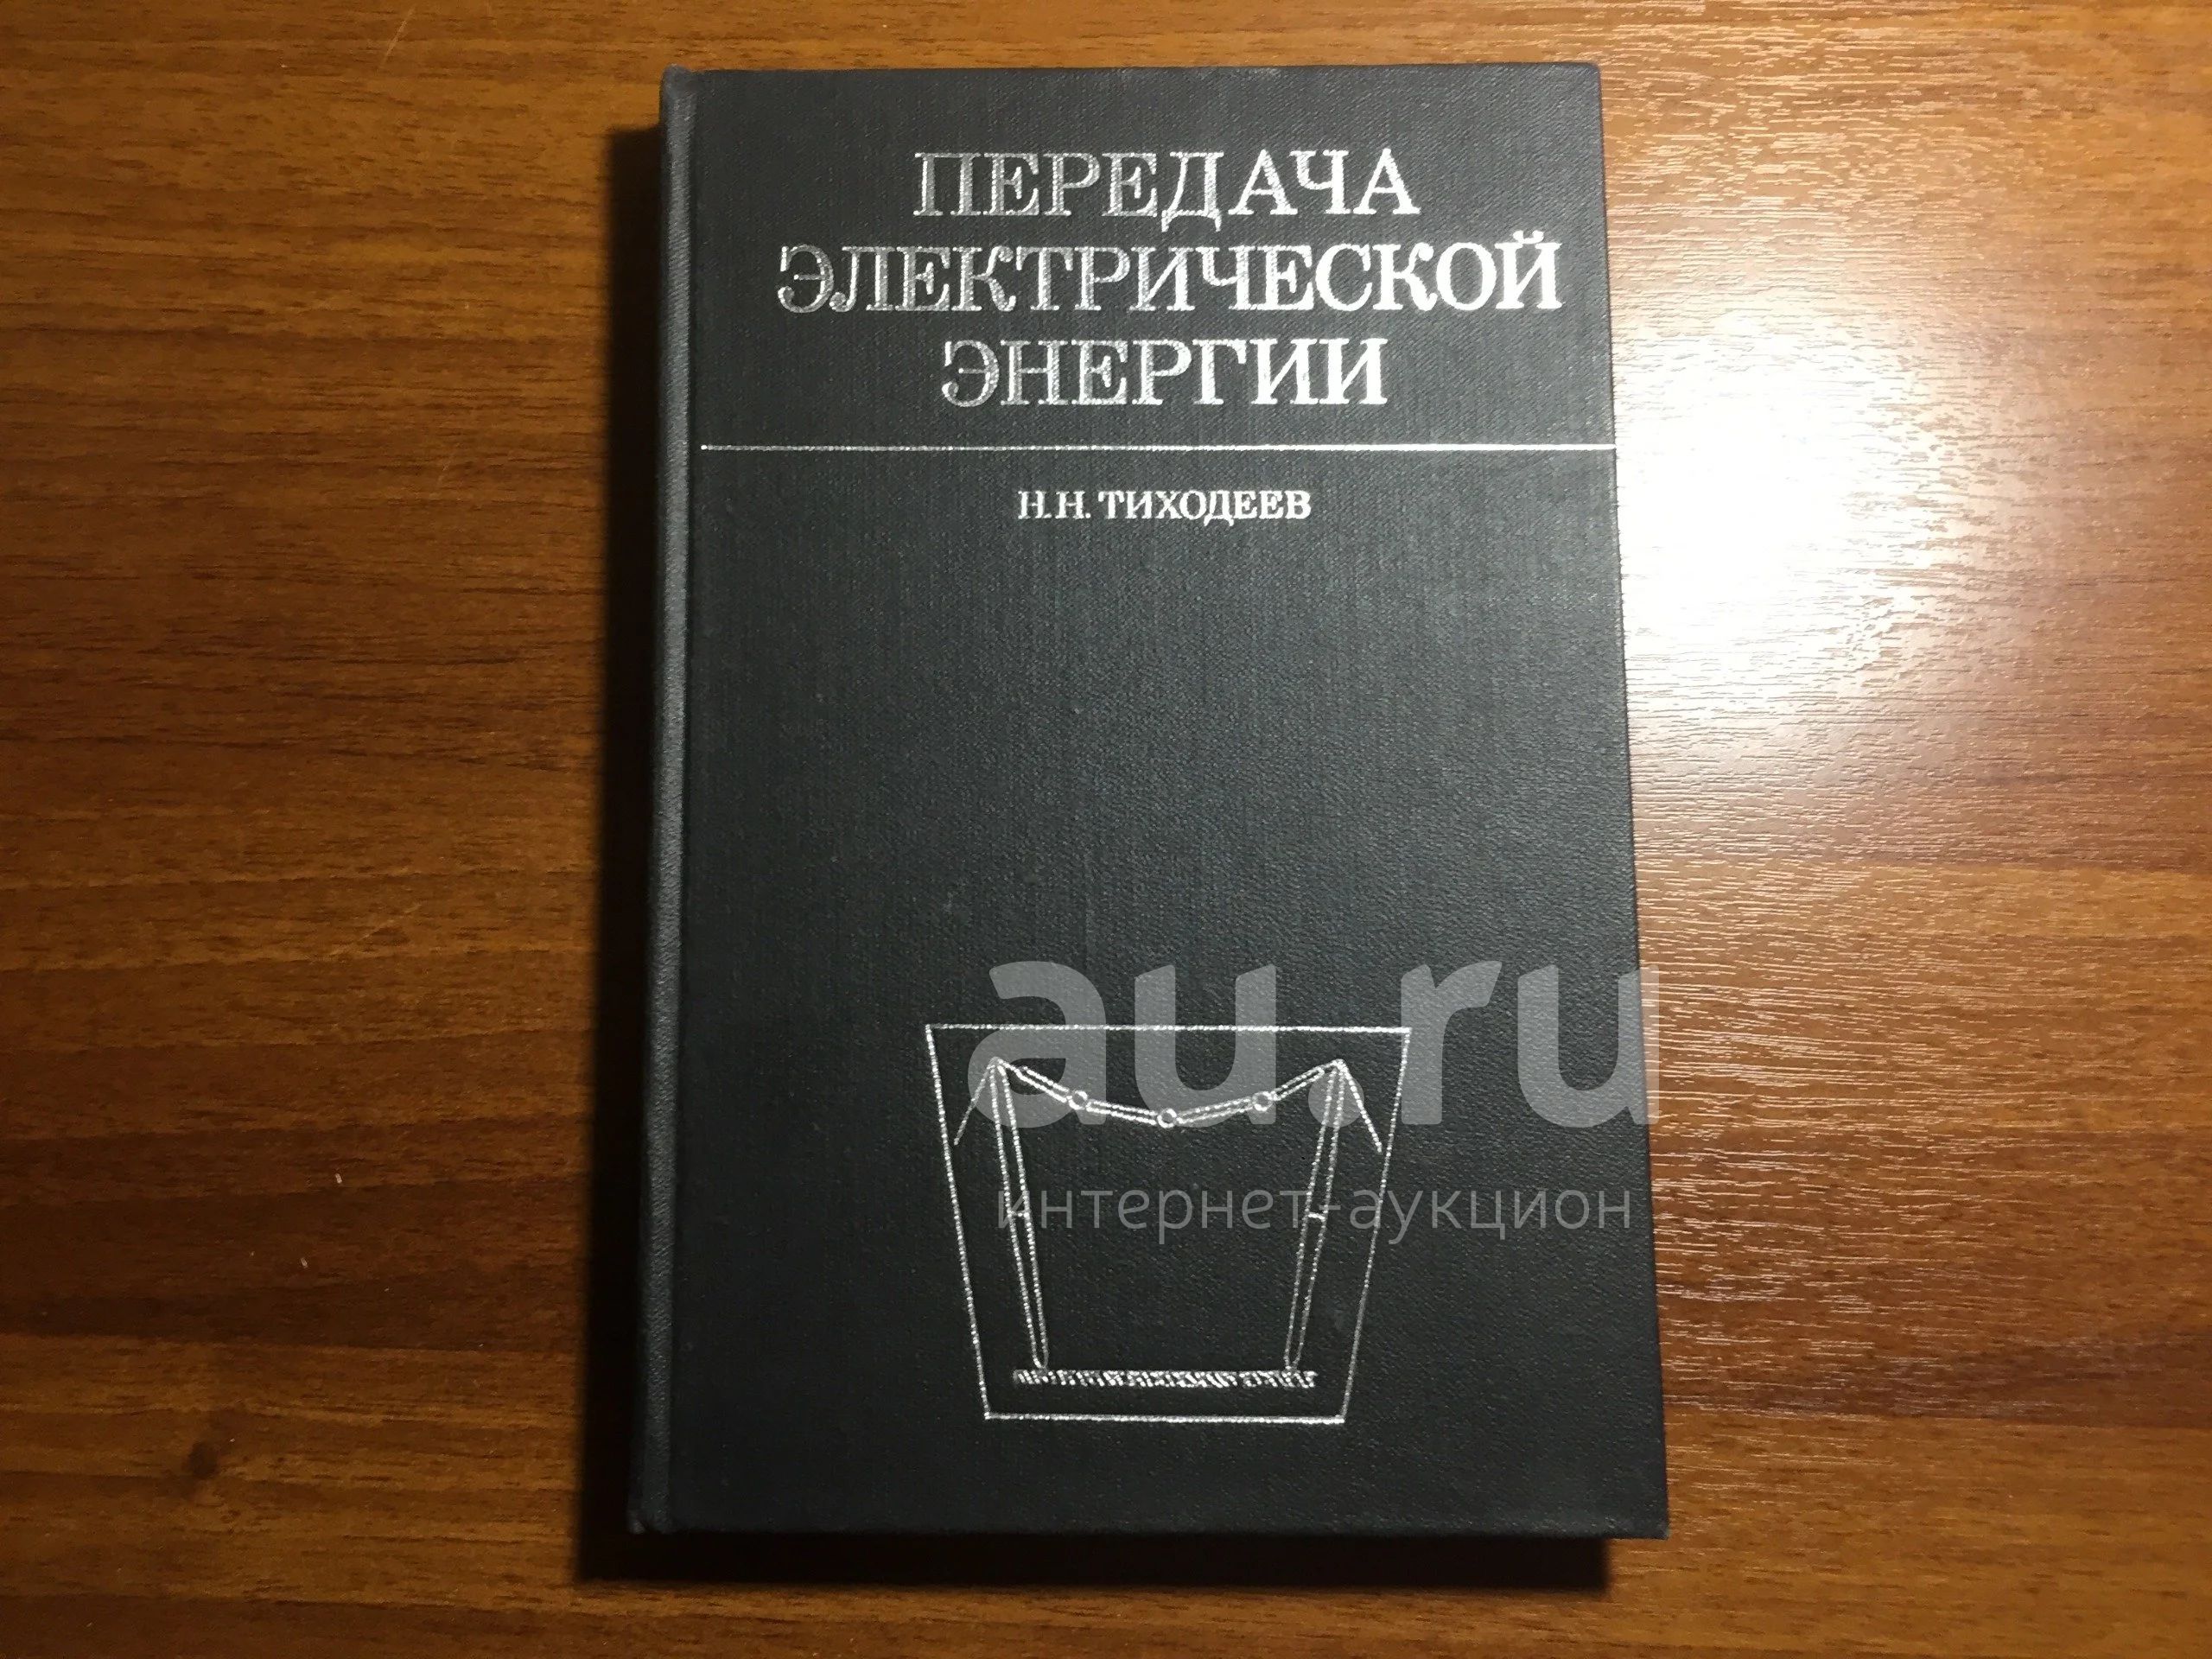 ПЕРЕДАЧА
ЭЛЕКТРИЧЕСКОЙ
ЭНЕРГИИ
Н.Н. ТИХОДЕЕВ
au.ru
интернет-аукцион